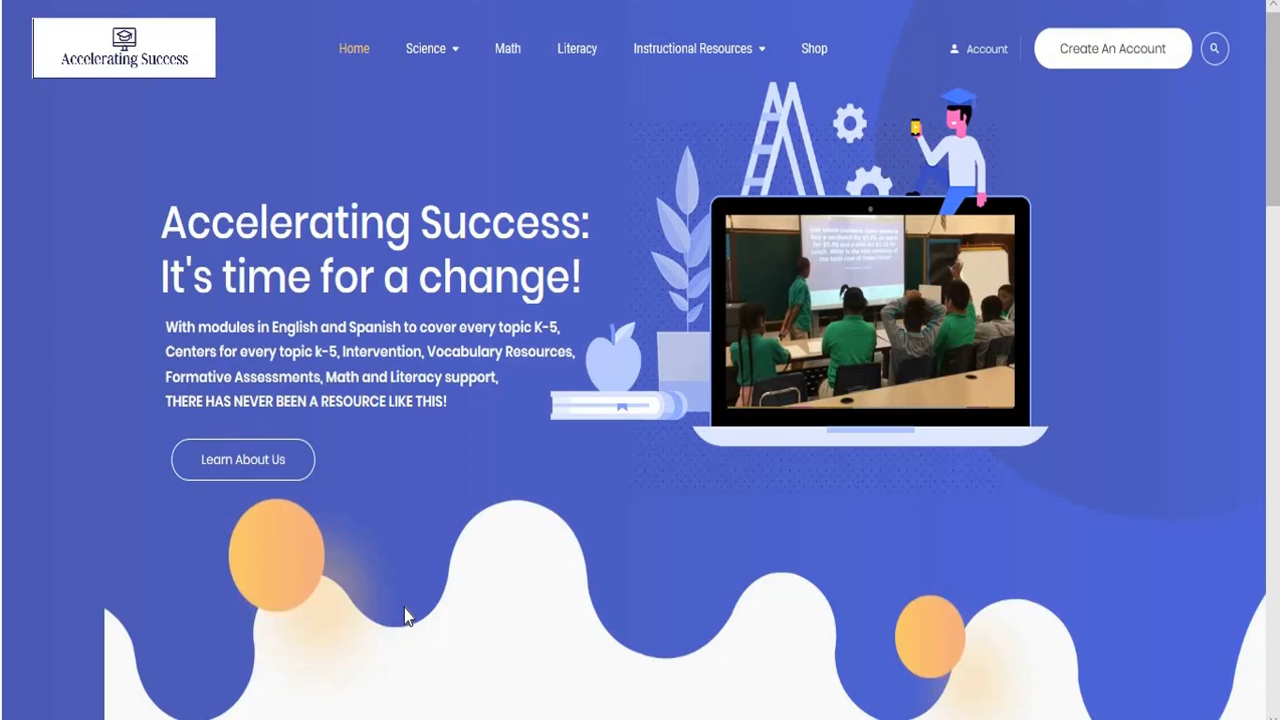 Accelerating Success
Home
Science
Math
Literacy
Instructional Resources
Shop
Account
Create An Account
Accelerating Success:
It's time for a change!
With modules in English and Spanish to cover every topic K-5,
Centers for every topic k-5, Intervention, Vocabulary Resources,
Formative Assessments, Math and Literacy support,
THERE HAS NEVER BEEN A RESOURCE LIKE THIS!
Learn About Us